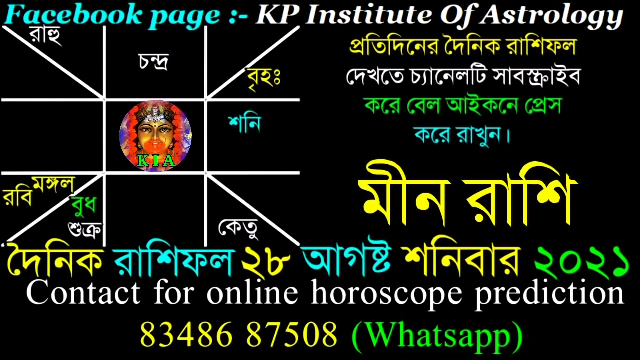 Facebook page :- KP Institute Of Astrology
রাহু
চন্দ্র
বৃহঃ
শনি
KIA
রবি
মঙ্গল
বুধ
শুক্র
কেতু
প্রতিদিনের দৈনিক রাশিফল
দেখতে চ্যানেলটি সাবস্ক্রাইব
করে বেল আইকনে প্রেস
করে রাখুন।
মীন রাশি
দৈনিক রাশিফল ২৮ আগষ্ট শনিবার ২০২১
Contact for online horoscope prediction
83486 87508 (Whatsapp)